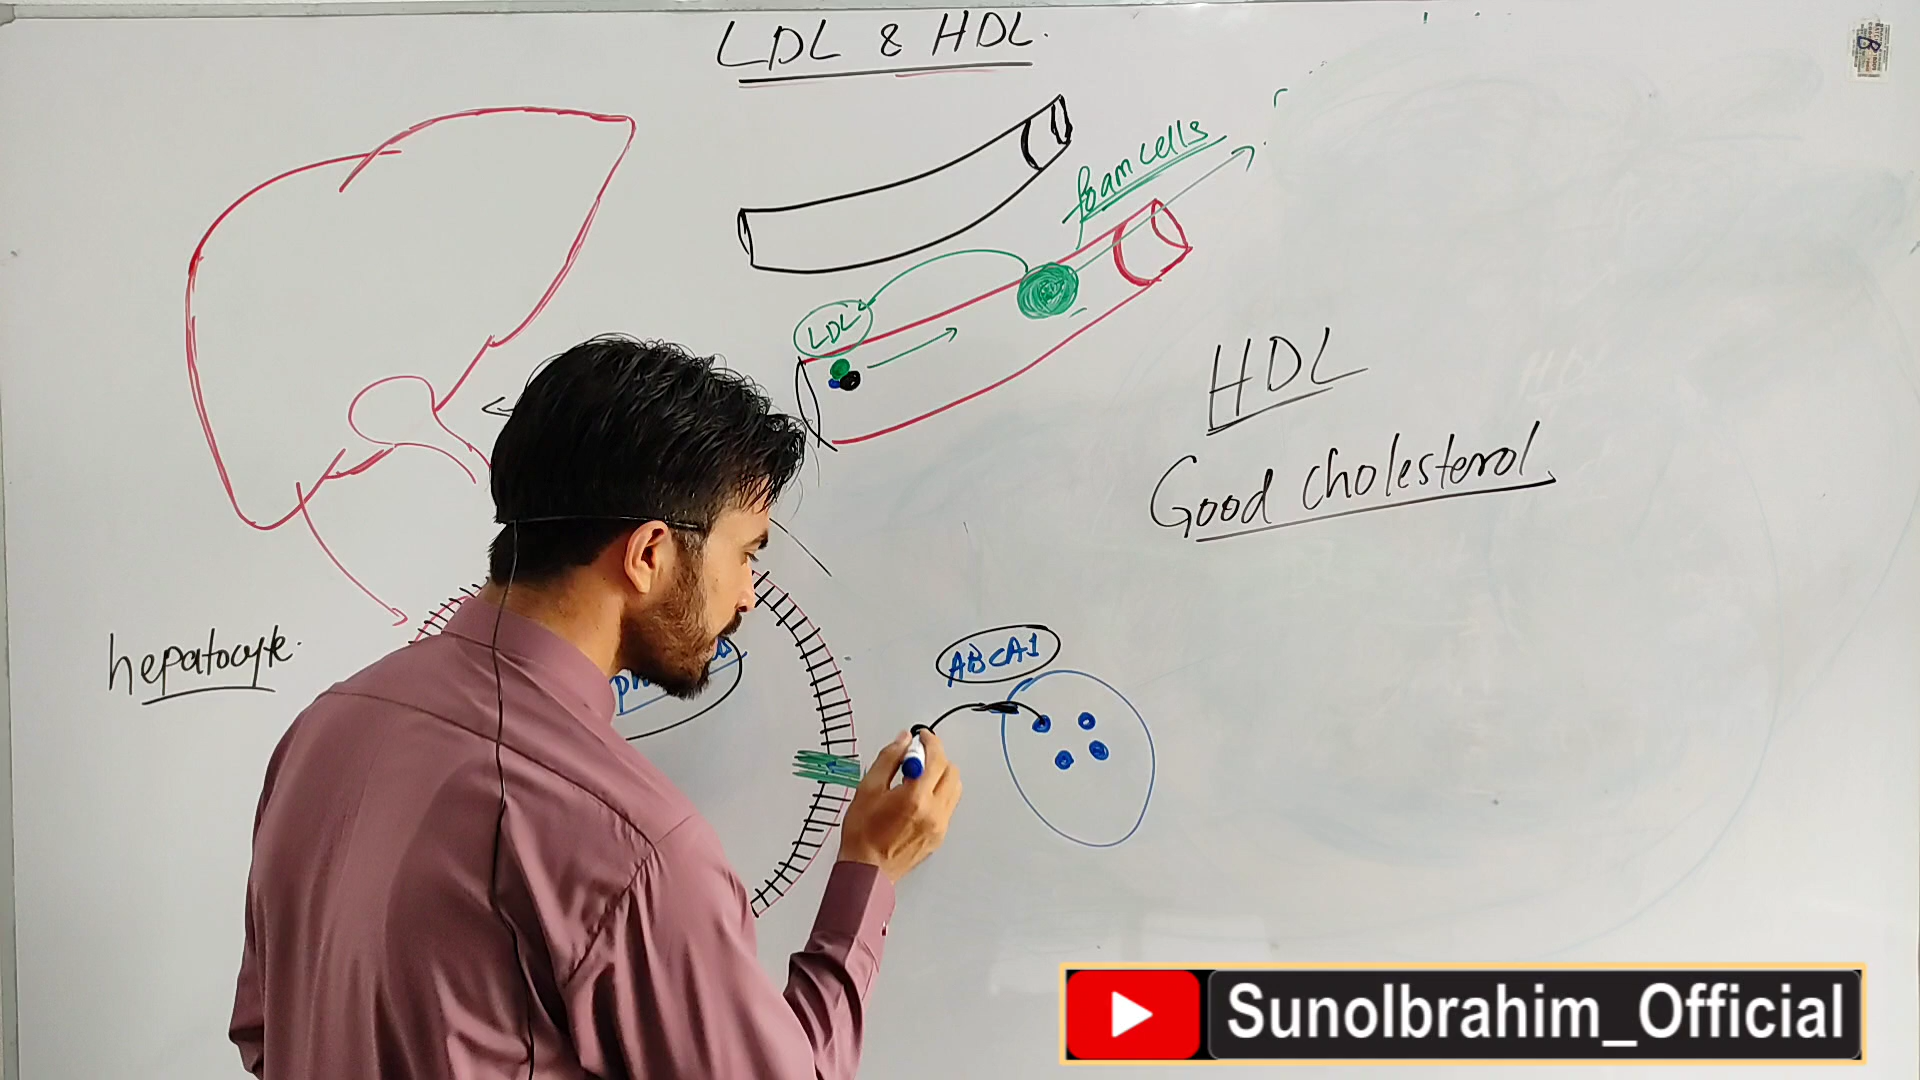 LDL & HDL.
foam cells
LDL
HDL
Good cholesterol
hepatocyte.
ABCA1
SunoIbrahim_Official